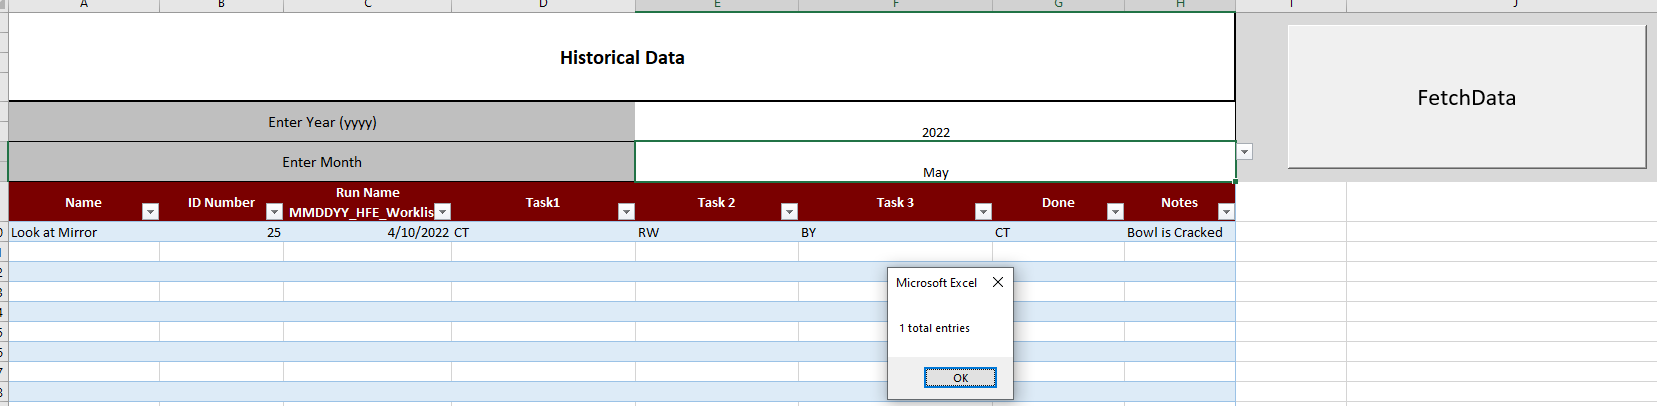 A B C D E F G H I J
Historical Data
FetchData
Enter Year (yyyy)
2022
Enter Month
May
Name
ID Number
Run Name
MMDDYY_HFE_Worklis
Task1
Task 2
Task 3
Done
Notes
Look at Mirror 25 4/10/2022 CT RW BY CT Bowl is Cracked
Microsoft Excel
1 total entries
OK